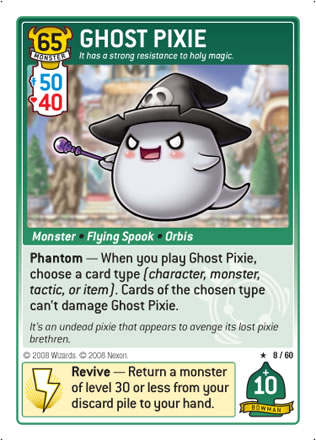 65
MONSTER
GHOST PIXIE
It has a strong resistance to holy magic.
50
40
Monster • Flying Spook • Orbis
Phantom — When you play Ghost Pixie,
choose a card type (character, monster,
tactic, or item). Cards of the chosen type
can't damage Ghost Pixie.
It's an undead pixie that appears to avenge its lost pixie
brethren.
© 2008 Wizards. © 2008 Nexon.
★ 8 / 60
Revive — Return a monster
of level 30 or less from your
discard pile to your hand.
+
10
BOWMAN